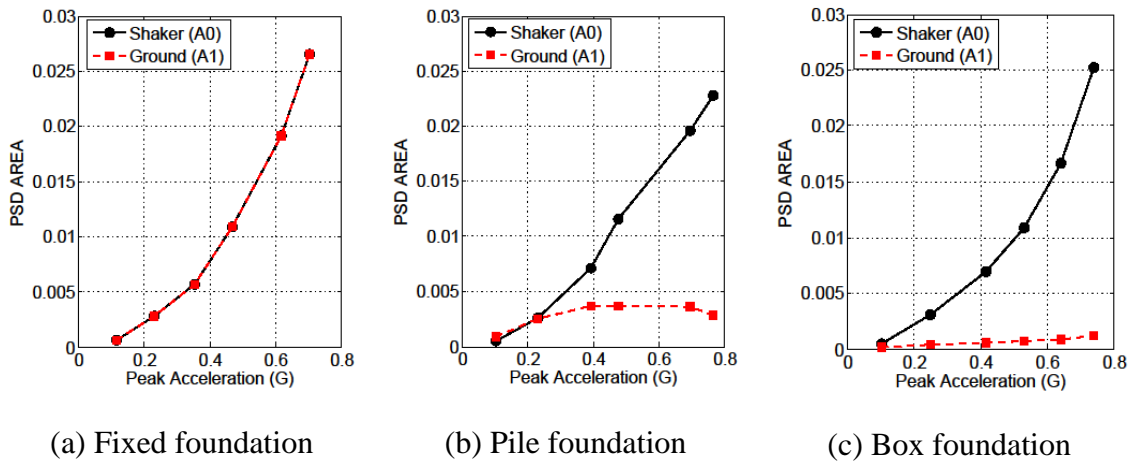 0.03
0.025
0.02
0.015
0.01
0.005
0
PSD AREA
Shaker (A0)
Ground (A1)
0.2 0.4 0.6 0.8
Peak Acceleration (G)
(a) Fixed foundation
0.03
0.025
0.02
0.015
0.01
0.005
0
PSD AREA
Shaker (A0)
Ground (A1)
0.2 0.4 0.6 0.8
Peak Acceleration (G)
(b) Pile foundation
0.03
0.025
0.02
0.015
0.01
0.005
0
PSD AREA
Shaker (A0)
Ground (A1)
0.2 0.4 0.6 0.8
Peak Acceleration (G)
(c) Box foundation